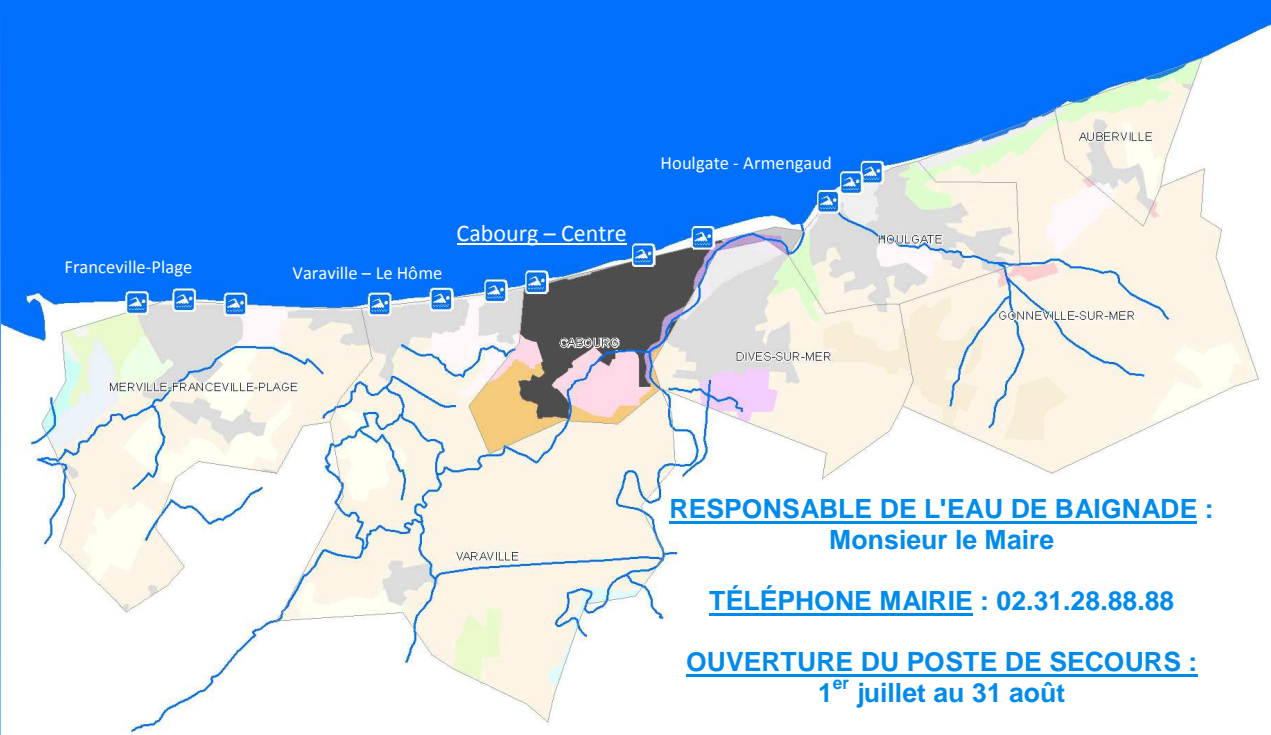 AUBERVILLE
Houlgate - Armengaud
Cabourg – Centre
HOULGATE
Franceville-Plage
Varaville – Le Hôme
GONNEVILLE-SUR-MER
CABOURG
DIVES-SUR-MER
MERVILLE-FRANCEVILLE-PLAGE
VARAVILLE
RESPONSABLE DE L'EAU DE BAIGNADE :
Monsieur le Maire
TÉLÉPHONE MAIRIE : 02.31.28.88.88
OUVERTURE DU POSTE DE SECOURS :
1er juillet au 31 août